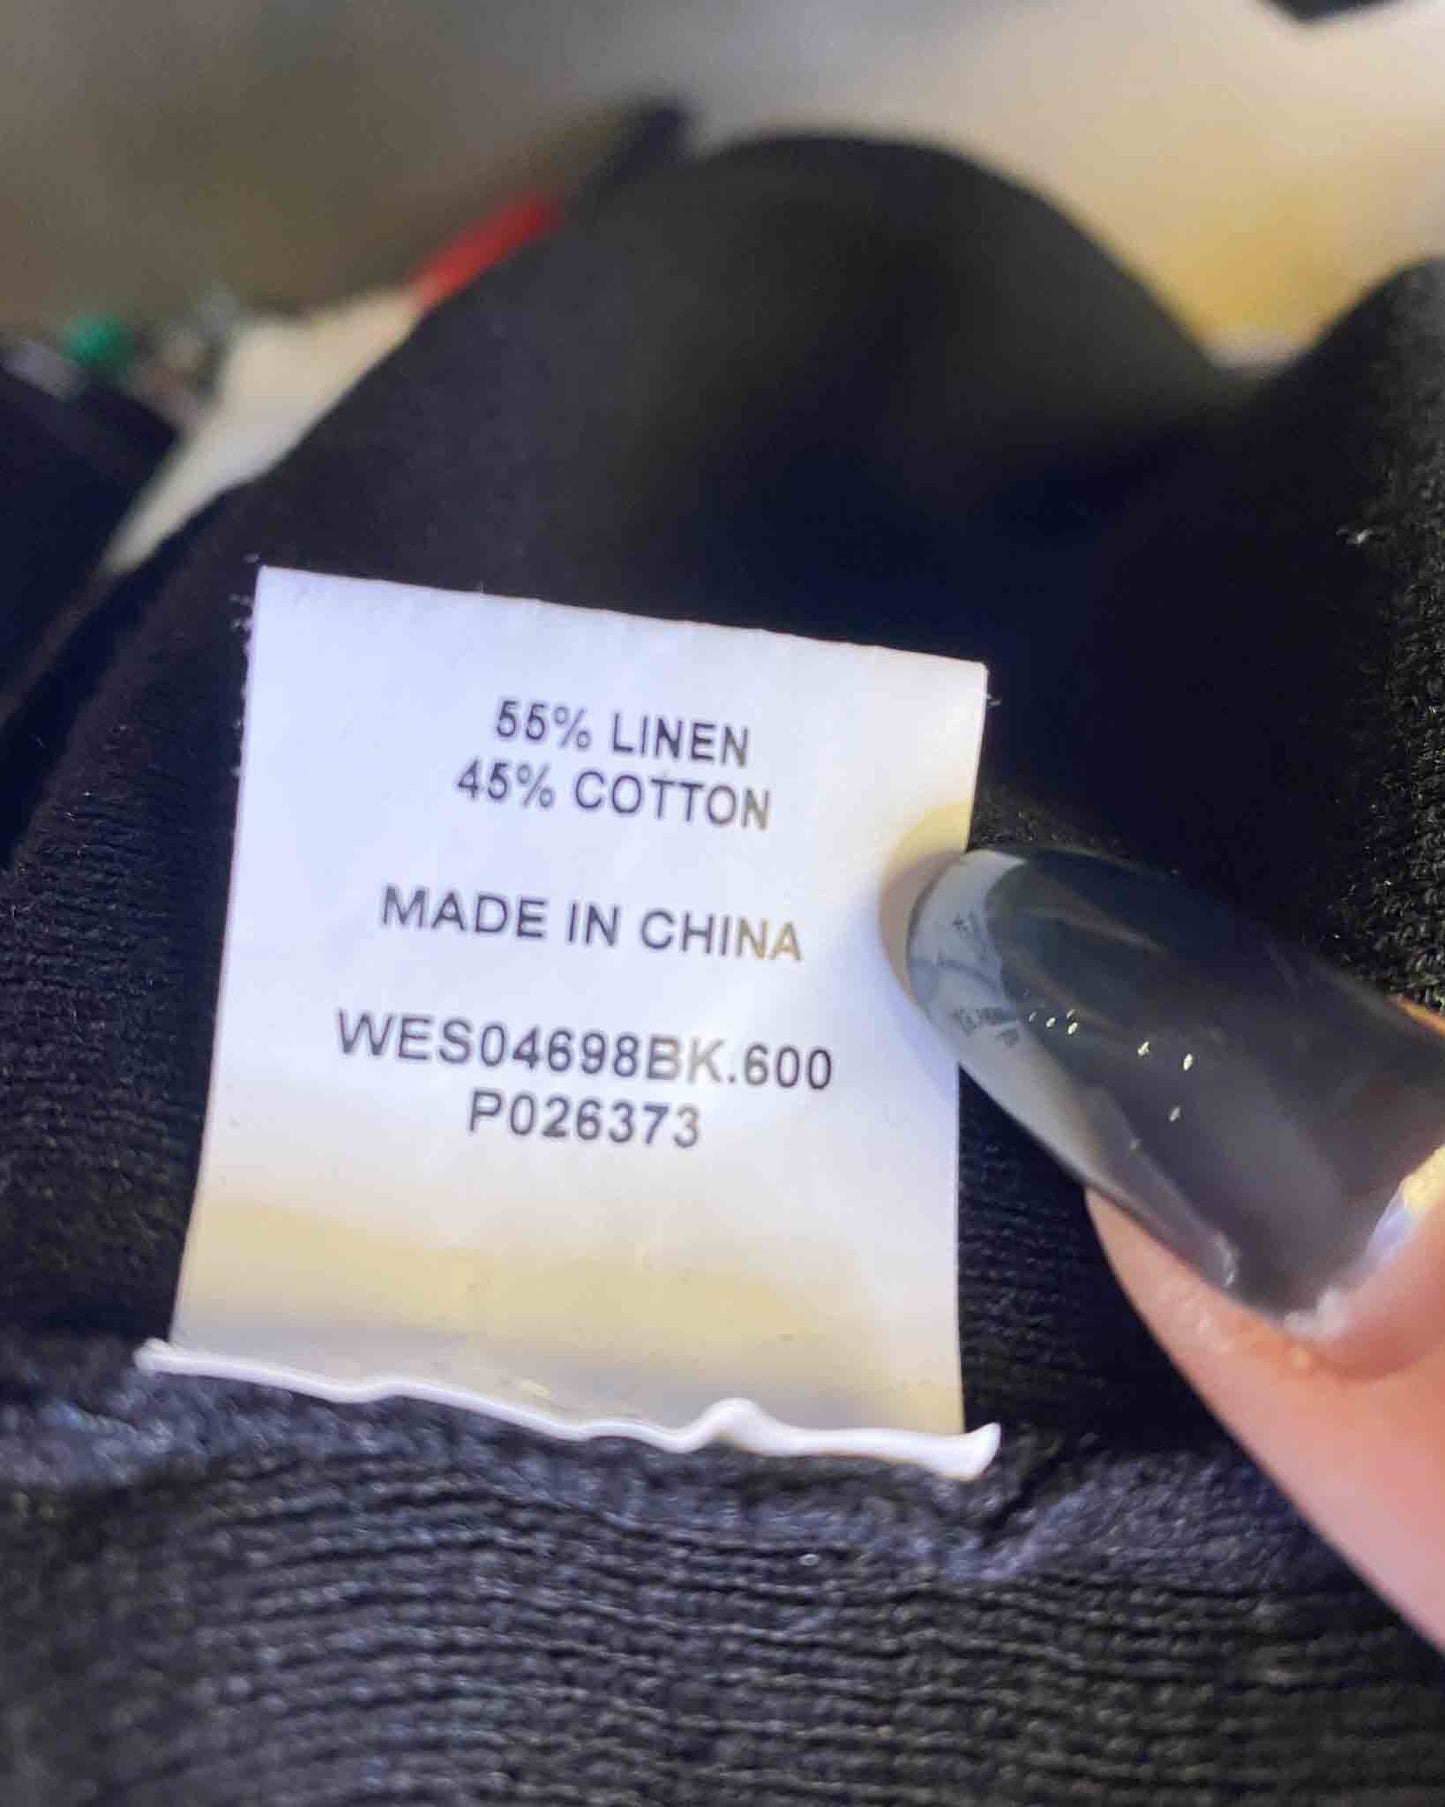 55% LINEN
45% COTTON
MADE IN CHINA
WES04698BK.600
P026373